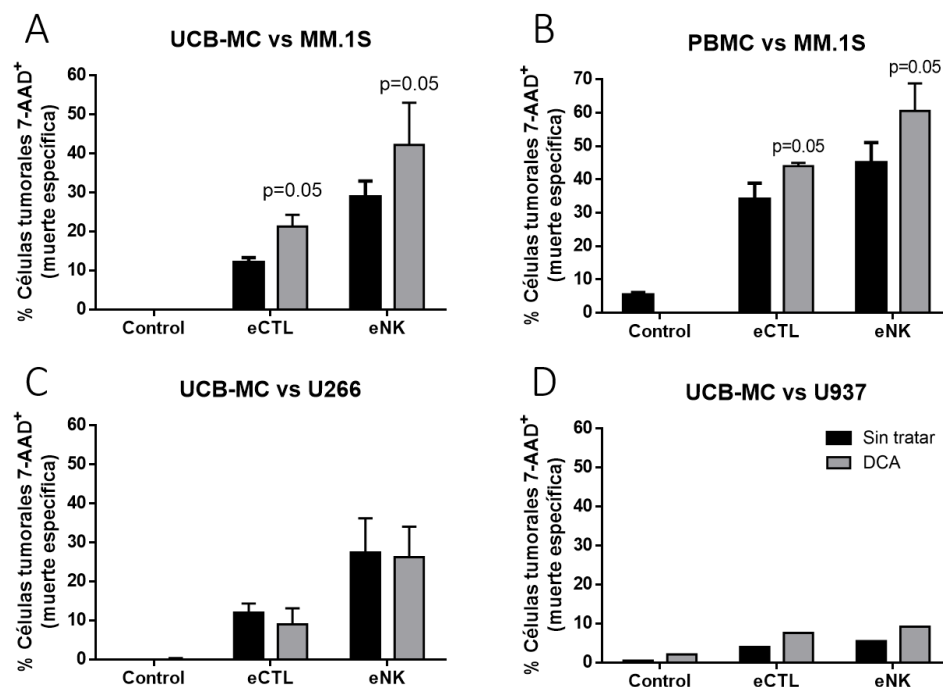 A
UCB-MC vs MM.1S
% Células tumorales 7-AAD⁺
(muerte específica)
60
50
40
30
20
10
0
p=0.05
p=0.05
Control
eCTL
eNK
B
PBMC vs MM.1S
% Células tumorales 7-AAD⁺
(muerte específica)
70
60
50
40
30
20
10
0
p=0.05
p=0.05
Control
eCTL
eNK
C
UCB-MC vs U266
% Células tumorales 7-AAD⁺
(muerte específica)
60
50
40
30
20
10
0
Control
eCTL
eNK
D
UCB-MC vs U937
% Células tumorales 7-AAD⁺
(muerte específica)
60
50
40
30
20
10
0
Sin tratar
DCA
Control
eCTL
eNK